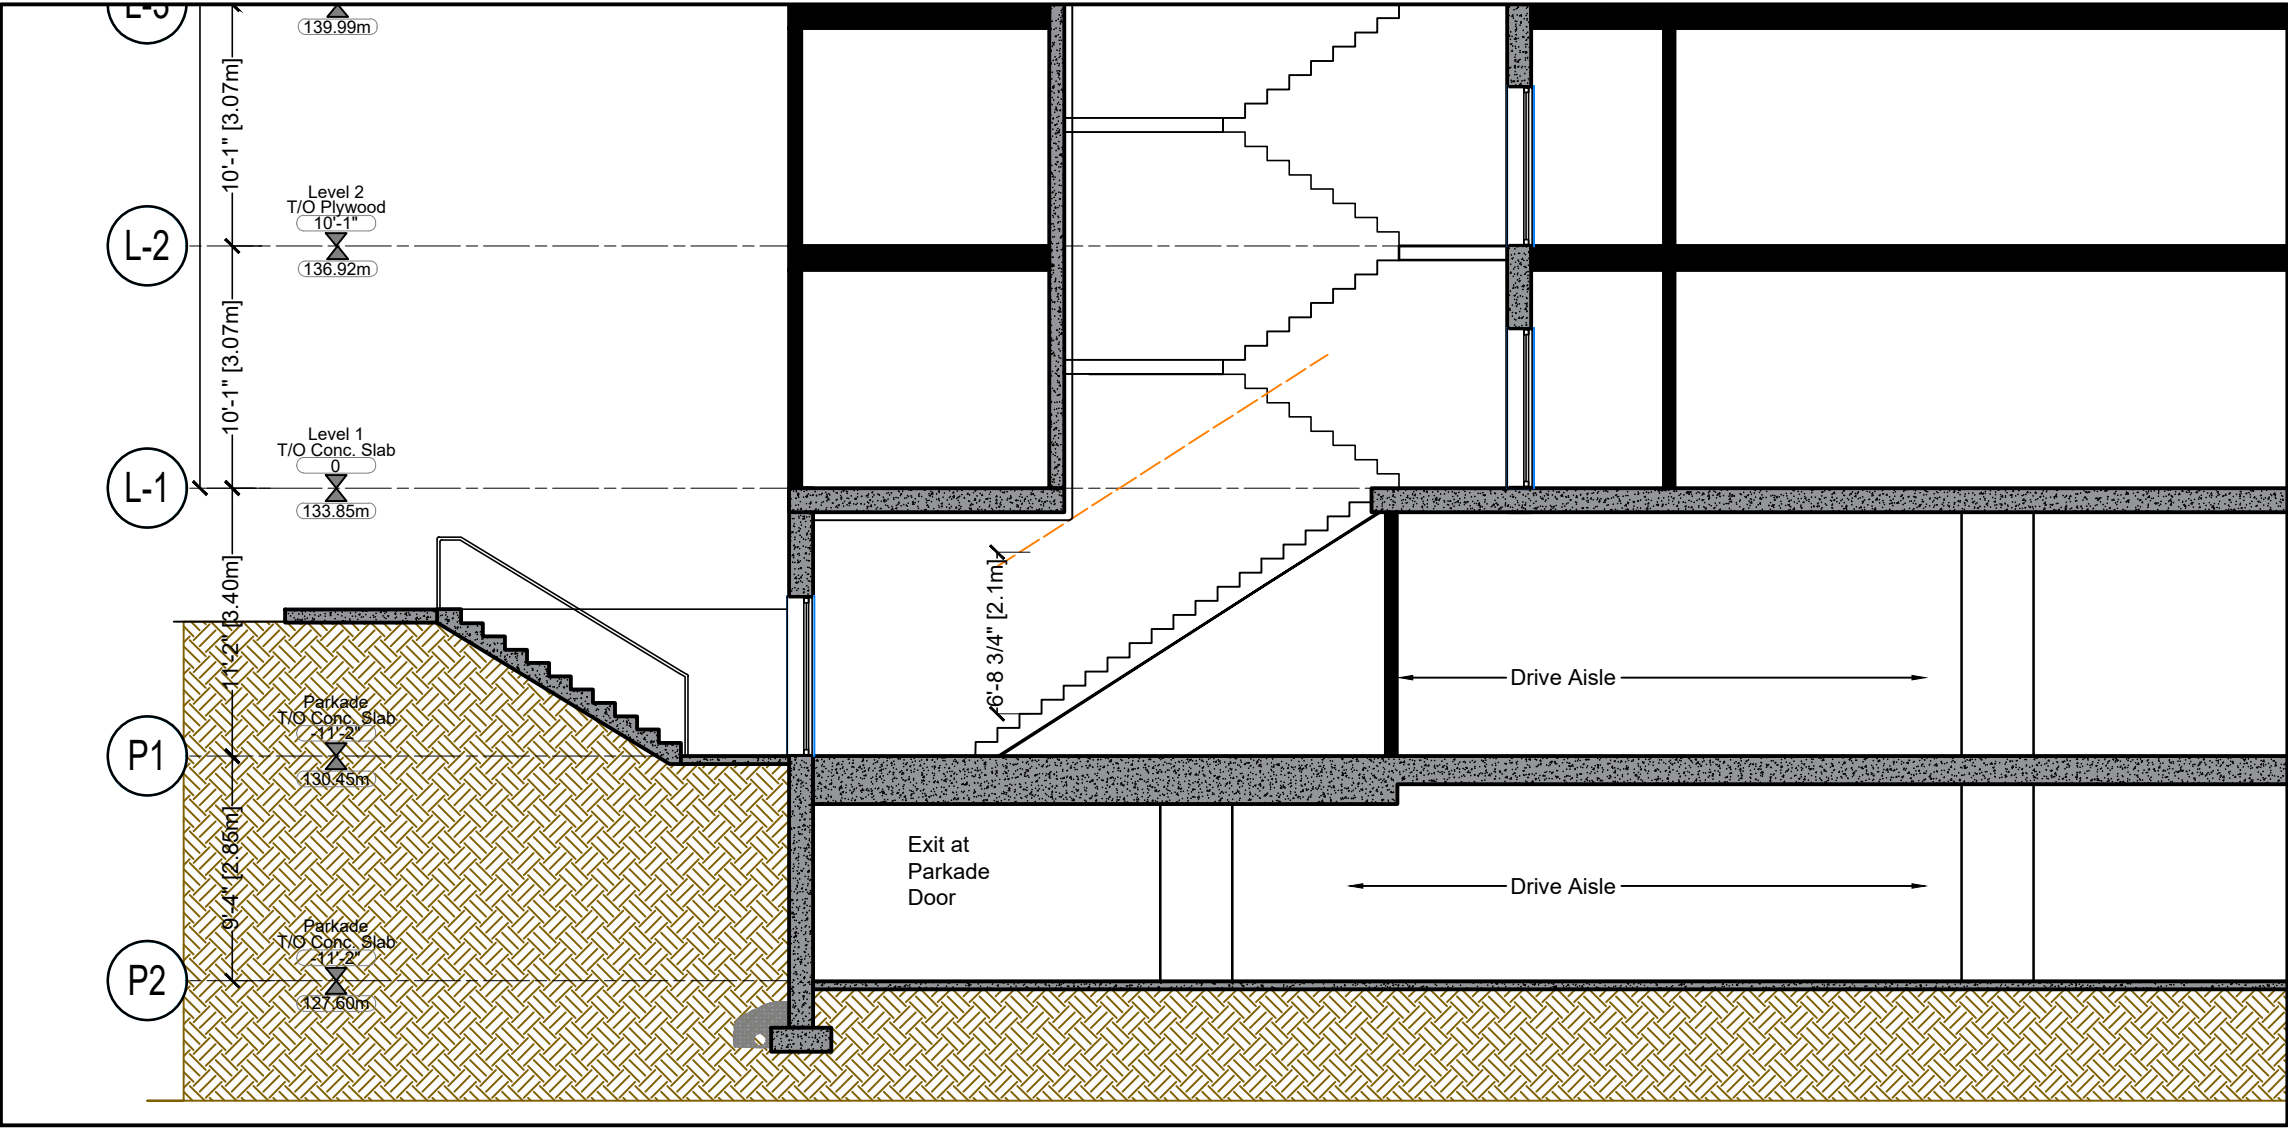 L-3
139.99m
10'-1" [3.07m]
Level 2
T/O Plywood
10'-1"
L-2
136.92m
10'-1" [3.07m]
Level 1
T/O Conc. Slab
0
L-1
133.85m
11'-2" [3.40m]
6'-8 3/4" [2.1m]
Drive Aisle
Parkade
T/O Conc. Slab
-11'-2"
P1
130.45m
9'-4" [2.85m]
Exit at
Parkade
Door
Drive Aisle
Parkade
T/O Conc. Slab
-11'-2"
P2
127.60m